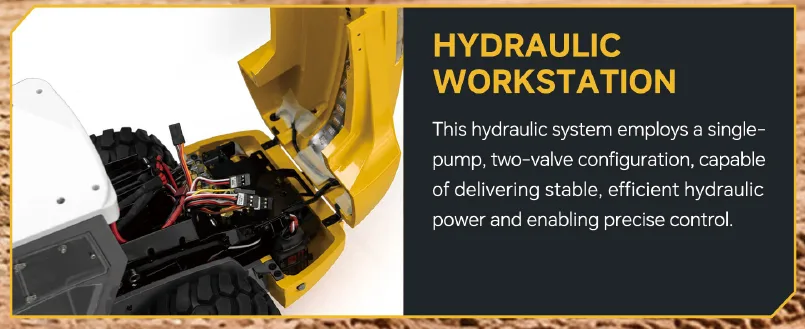 HYDRAULIC
WORKSTATION
This hydraulic system employs a single-
pump, two-valve configuration, capable
of delivering stable, efficient hydraulic
power and enabling precise control.